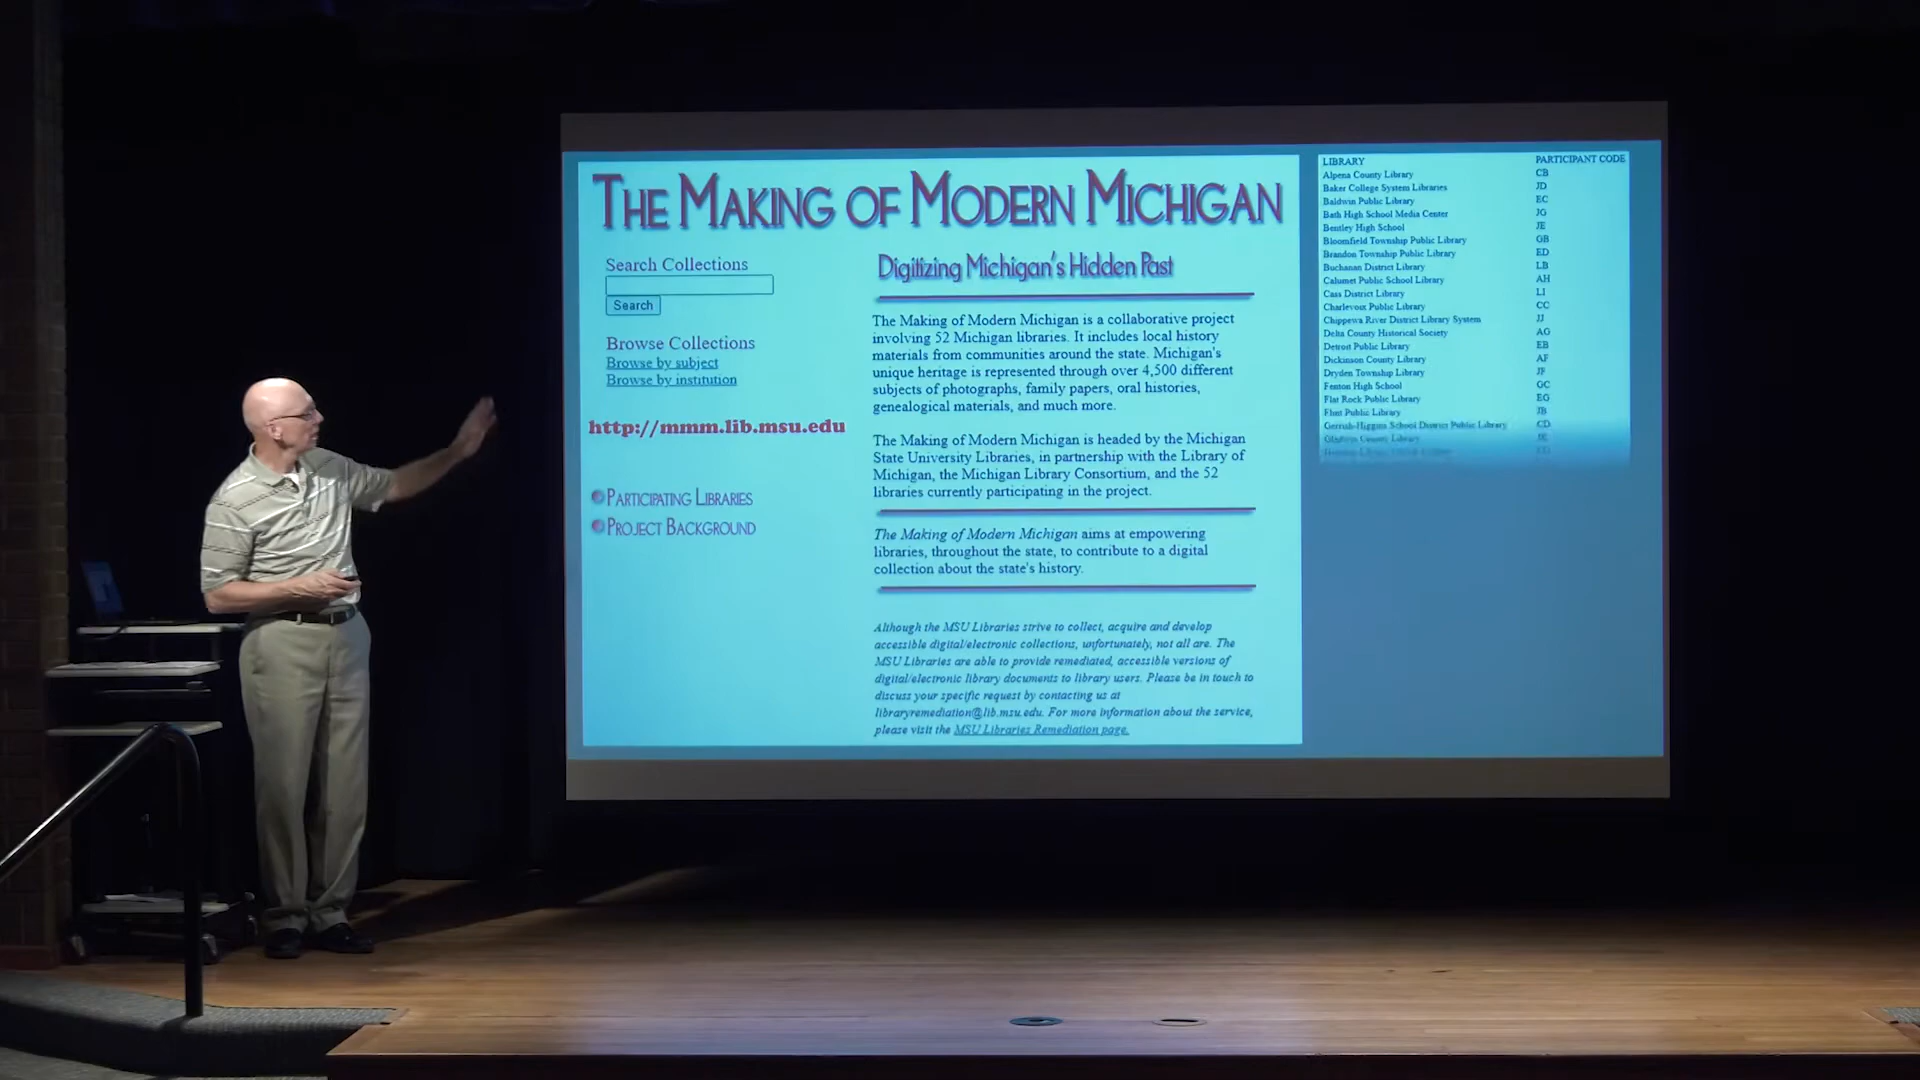 THE MAKING OF MODERN MICHIGAN
Search Collections
Search
Browse Collections
Browse by subject
Browse by institution
http://mmm.lib.msu.edu
PARTICIPATING LIBRARIES
PROJECT BACKGROUND
Digitizing Michigan's Hidden Past
The Making of Modern Michigan is a collaborative project
involving 52 Michigan libraries. It includes local history
materials from communities around the state. Michigan's
unique heritage is represented through over 4,500 different
subjects of photographs, family papers, oral histories,
genealogical materials, and much more.
The Making of Modern Michigan is headed by the Michigan
State University Libraries, in partnership with the Library of
Michigan, the Michigan Library Consortium, and the 52
libraries currently participating in the project.
The Making of Modern Michigan aims at empowering
libraries, throughout the state, to contribute to a digital
collection about the state's history.
Although the MSU Libraries strive to collect, acquire and develop
accessible digital/electronic collections, unfortunately, not all are. The
MSU Libraries are able to provide remediated, accessible versions of
digital/electronic library documents to library users. Please be in touch to
discuss your specific request by contacting us at
libraryremediation@lib.msu.edu. For more information about the service,
please visit the MSU Libraries Remediation page.
LIBRARY PARTICIPANT CODE
Alpena County Library CB
Baker College System Libraries JD
Baldwin Public Library EC
Bath High School Media Center JG
Bentley High School JE
Bloomfield Township Public Library GB
Brandon Township Public Library ED
Buchanan District Library LB
Calumet Public School Library AH
Cass District Library LI
Charlevoix Public Library CC
Chippewa River District Library System JJ
Delta County Historical Society AG
Detroit Public Library EB
Dickinson County Library AF
Dryden Township Library JF
Fenton High School GC
Flat Rock Public Library EG
Flint Public Library JB
Gerrish-Higgins School District Public Library CD
Gladwin County Library